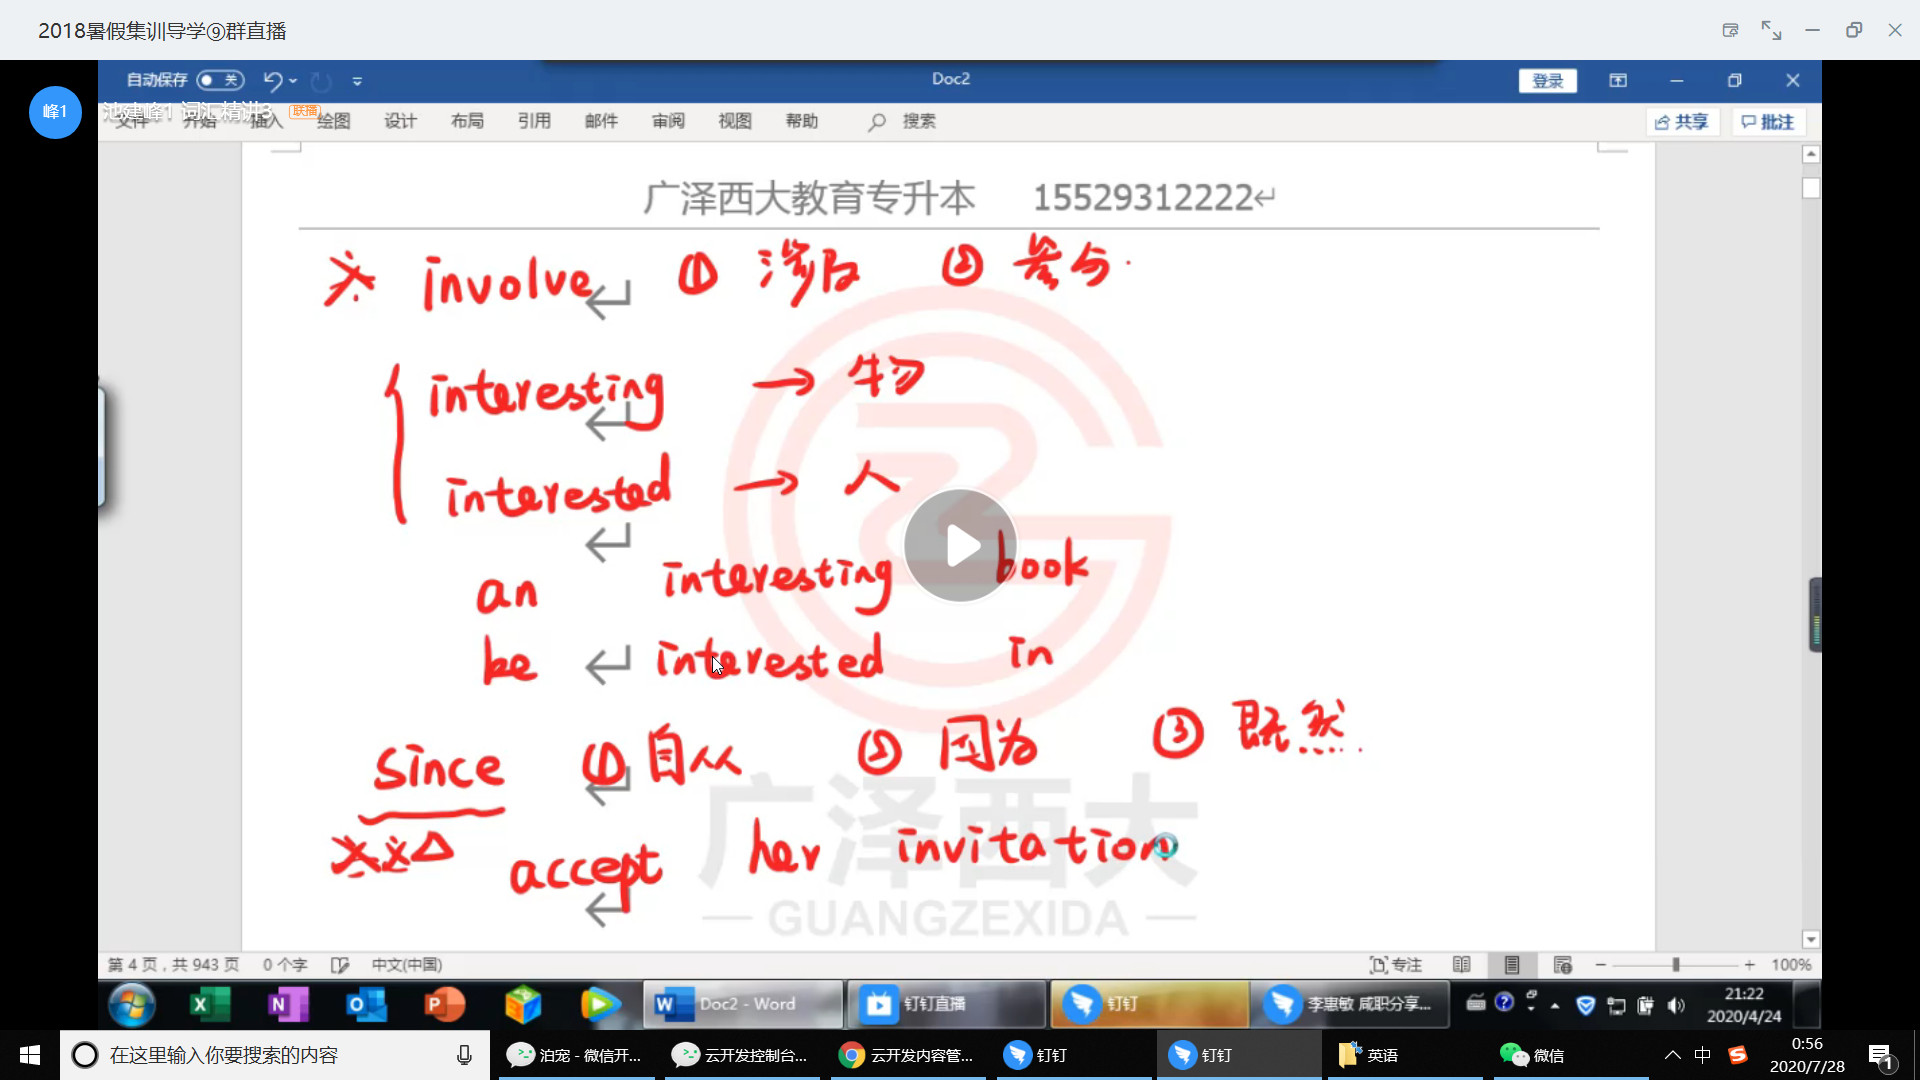 2018暑假集训导学⑨群直播
自动保存 关 Doc2 登录
峰1 池建峰1 词汇精讲3 联播
文件 开始 插入 绘图 设计 布局 引用 邮件 审阅 视图 帮助 搜索 共享 批注
广泽西大教育专升本 15529312222
※ involve ① 涉及 ② 参与.
interesting → 物
interested → 人
an interesting book
be interested in
since ① 自从 ② 因为 ③ 既然.
accept her invitation
广泽西大
GUANGZEXIDA
第 4 页，共 943 页 0 个字 中文(中国) 专注 100%
Doc2 - Word 钉钉直播 钉钉 李惠敏 咸职分享... 21:22
2020/4/24
在这里输入你要搜索的内容 泊宠 - 微信开... 云开发控制台... 云开发内容管... 钉钉 钉钉 英语 微信 中 0:56
2020/7/28 1